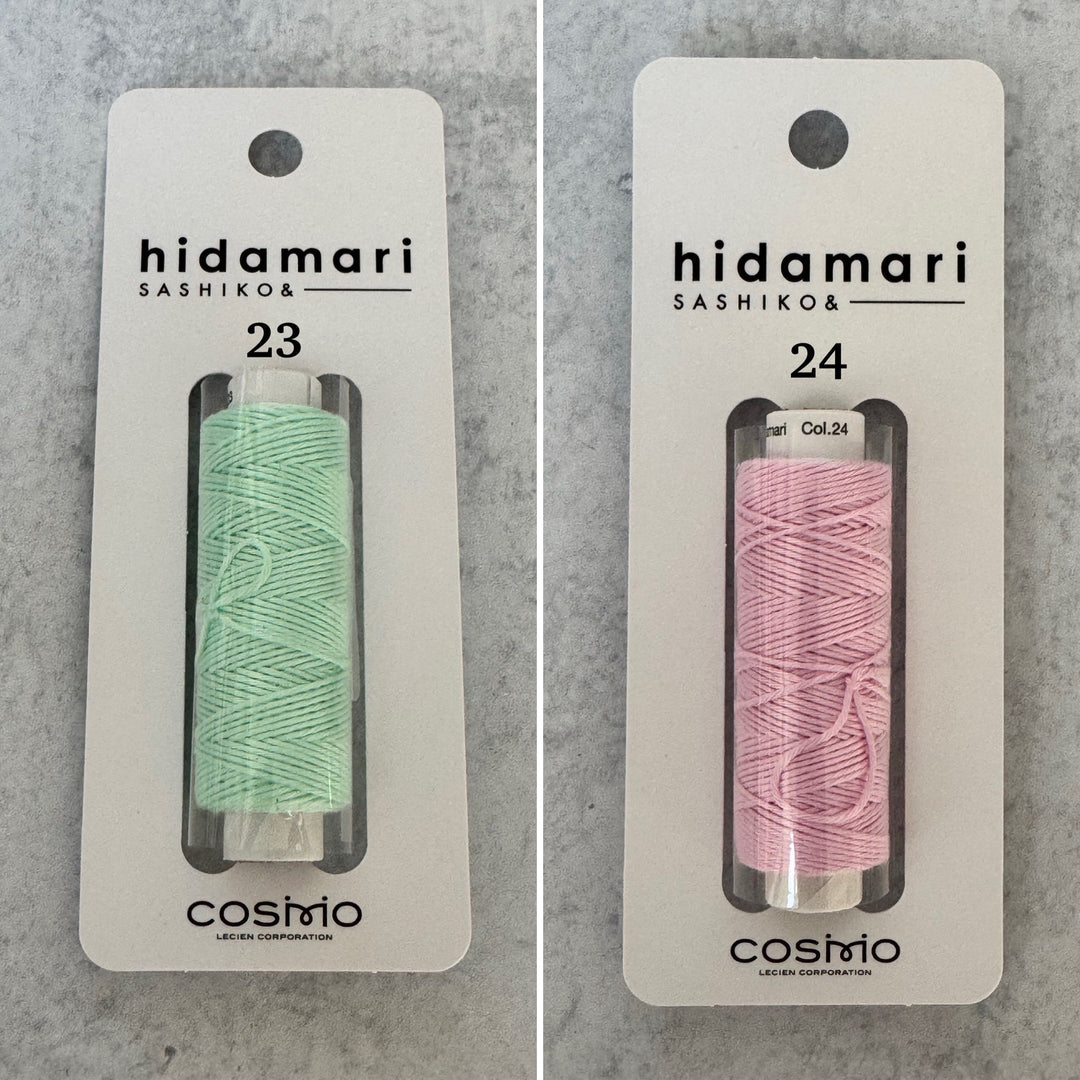 hidamari
SASHIKO&
23
COSMO
LECIEN CORPORATION
hidamari
SASHIKO&
24
Col.24
COSMO
LECIEN CORPORATION